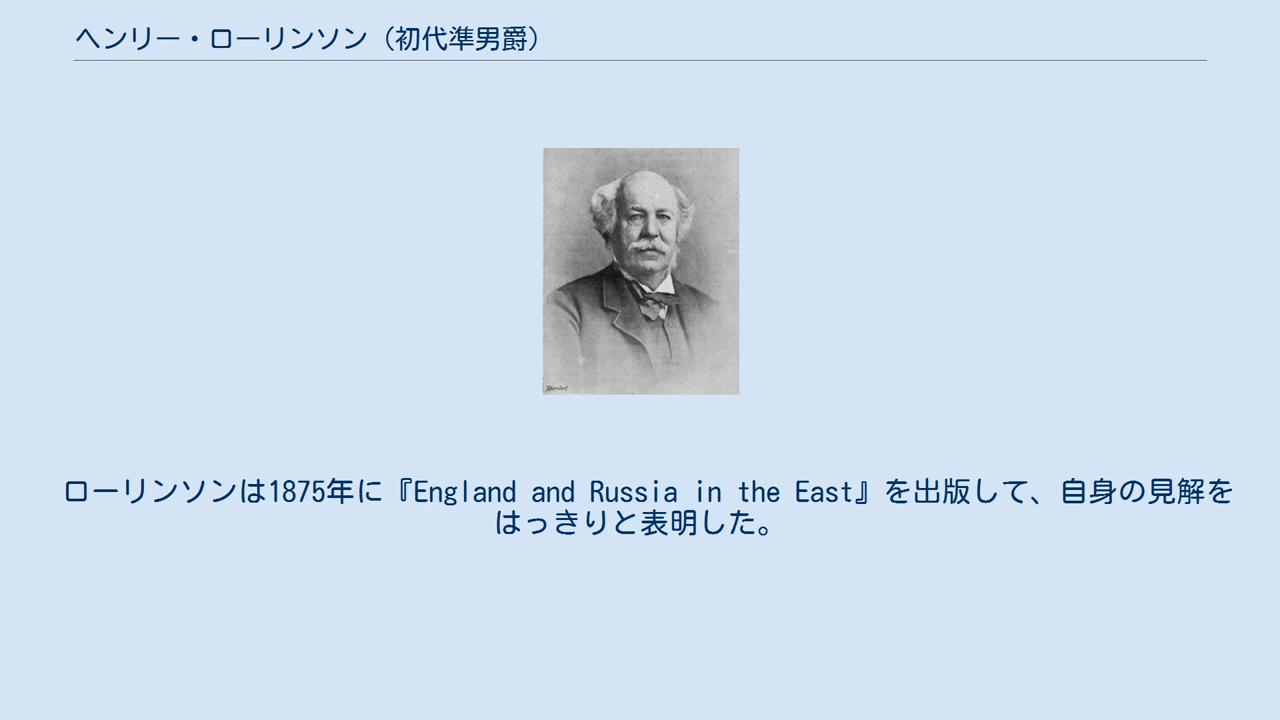 ヘンリー・ローリンソン（初代準男爵）
ローリンソンは1875年に『England and Russia in the East』を出版して、自身の見解を
はっきりと表明した。